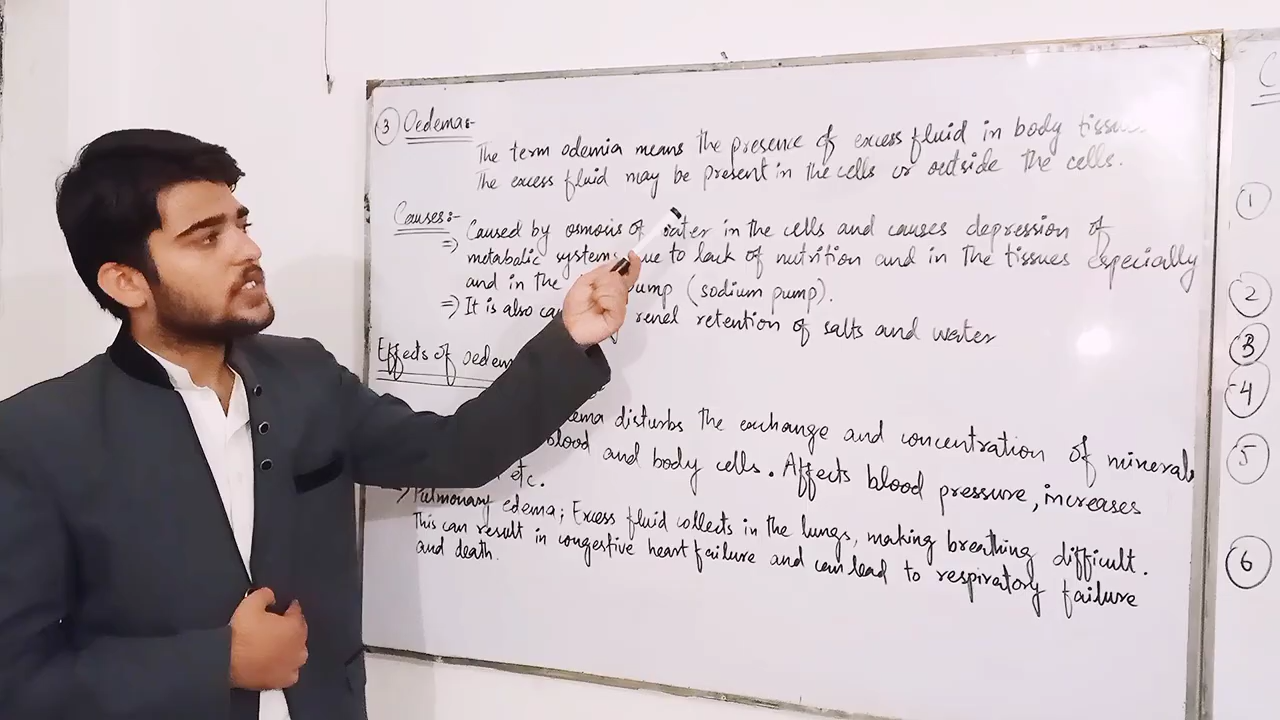 3 Oedema:-
The term odemia means the presence of excess fluid in body
The excess fluid may be present in the cells or outside the cells.
Causes:-
⇒ Caused by osmosis of water in the cells and causes depression of
metabolic systems due to lack of nutrition and in the tissues especially
and in the pump (sodium pump).
⇒ It is also renel retention of salts and water
Effects of
disturbs the exchange and concentration of minerals
blood and body cells. Affects blood pressure, increases
etc.
⇒ Pulmonary edema; Excess fluid collects in the lungs, making breathing difficult.
This can result in congestive heart failure and can lead to respiratory failure
and death.
1
2
3
4
5
6